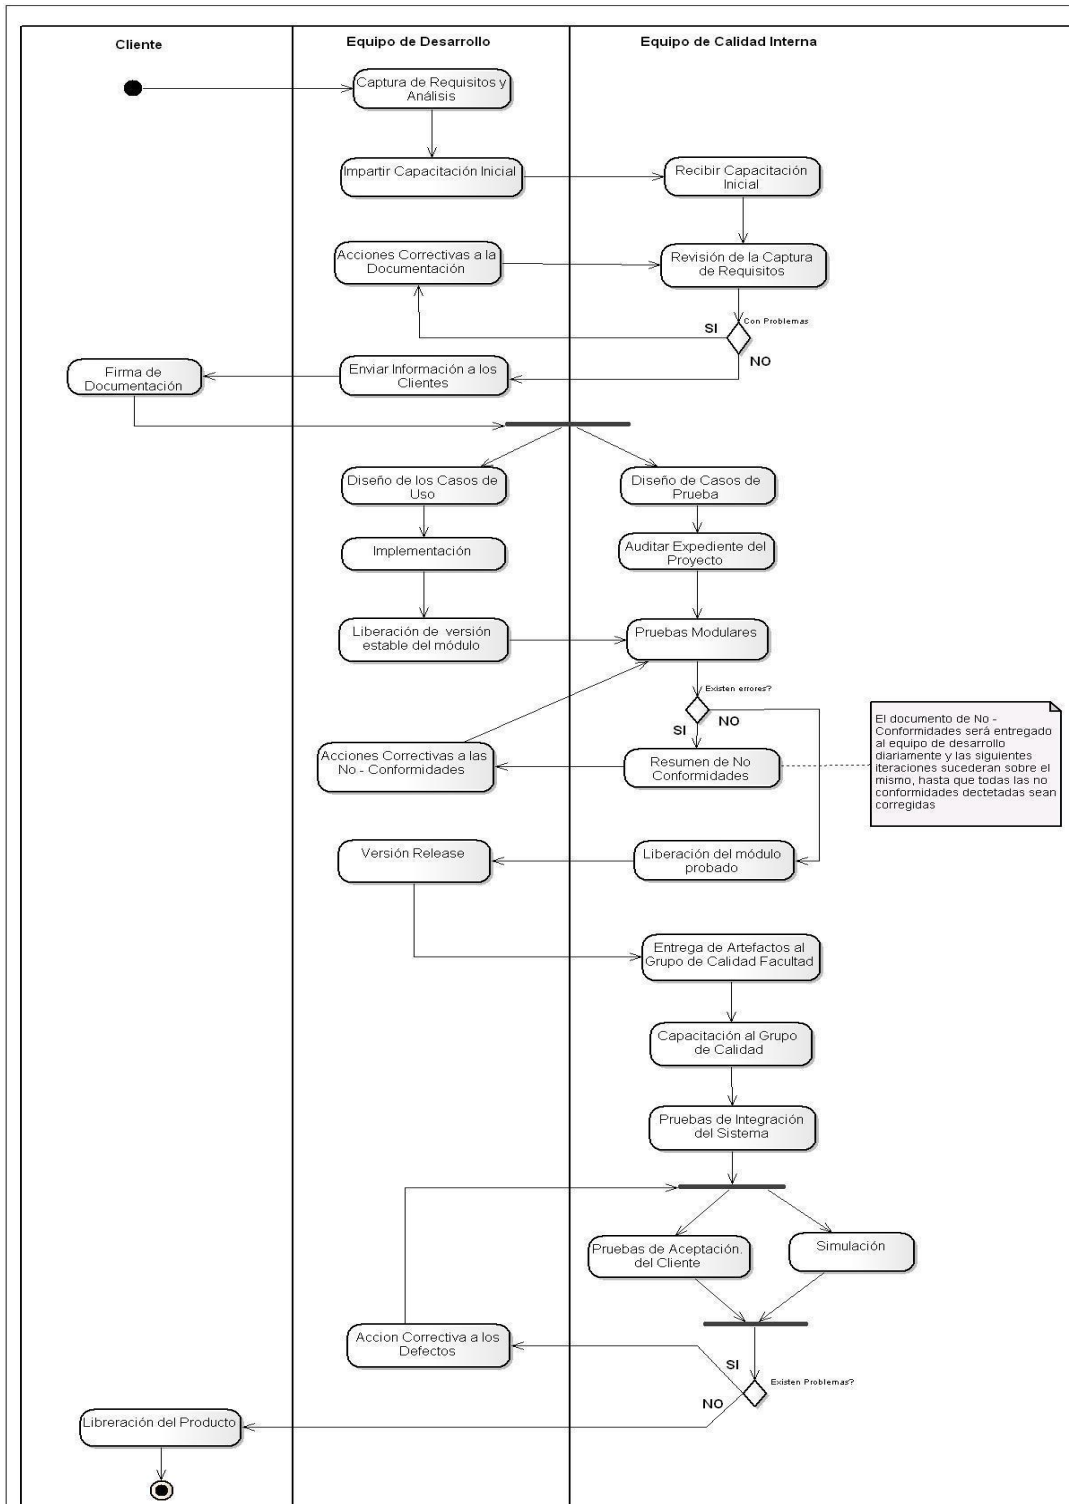 Cliente
Equipo de Desarrollo
Equipo de Calidad Interna
Captura de Requisitos y
Análisis
Impartir Capacitación Inicial
Recibir Capacitación
Inicial
Acciones Correctivas a la
Documentación
Revisión de la Captura
de Requisitos
Con Problemas
SI
NO
Firma de
Documentación
Enviar Información a los
Clientes
Diseño de los Casos de
Uso
Diseño de Casos de
Prueba
Implementación
Auditar Expediente del
Proyecto
Liberación de versión
estable del módulo
Pruebas Modulares
Existen errores?
SI
NO
Acciones Correctivas a las
No - Conformidades
Resumen de No
Conformidades
El documento de No -
Conformidades será entregado
al equipo de desarrollo
diariamente y las siguientes
iteraciones sucederan sobre el
mismo, hasta que todas las no
conformidades dectetadas sean
corregidas
Versión Release
Liberación del módulo
probado
Entrega de Artefactos al
Grupo de Calidad Facultad
Capacitación al Grupo
de Calidad
Pruebas de Integración
del Sistema
Pruebas de Aceptación.
del Cliente
Simulación
Accion Correctiva a los
Defectos
SI
Existen Problemas?
NO
Libreración del Producto